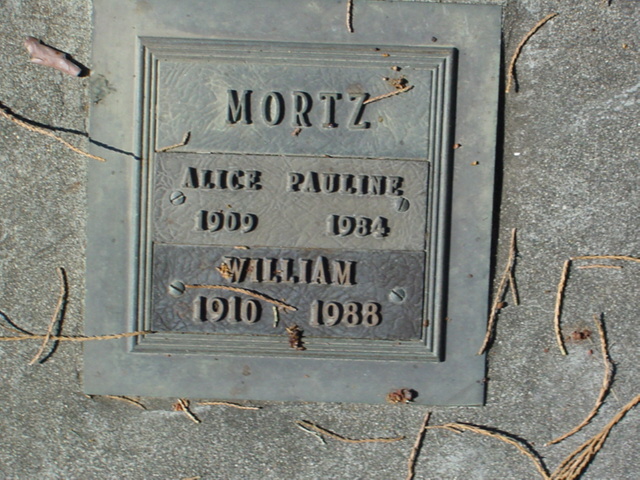 MORTZ
ALICE PAULINE
1909 1984
WILLIAM
1910 1988